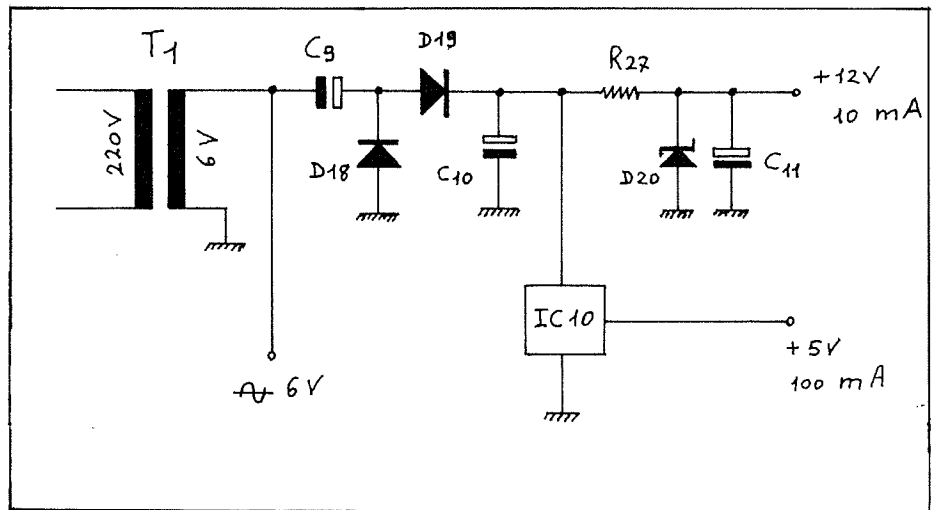 T1
220V
6V
C9
D19
D18
C10
R27
D20
C11
+12V
10 mA
IC10
+5V
100 mA
6V